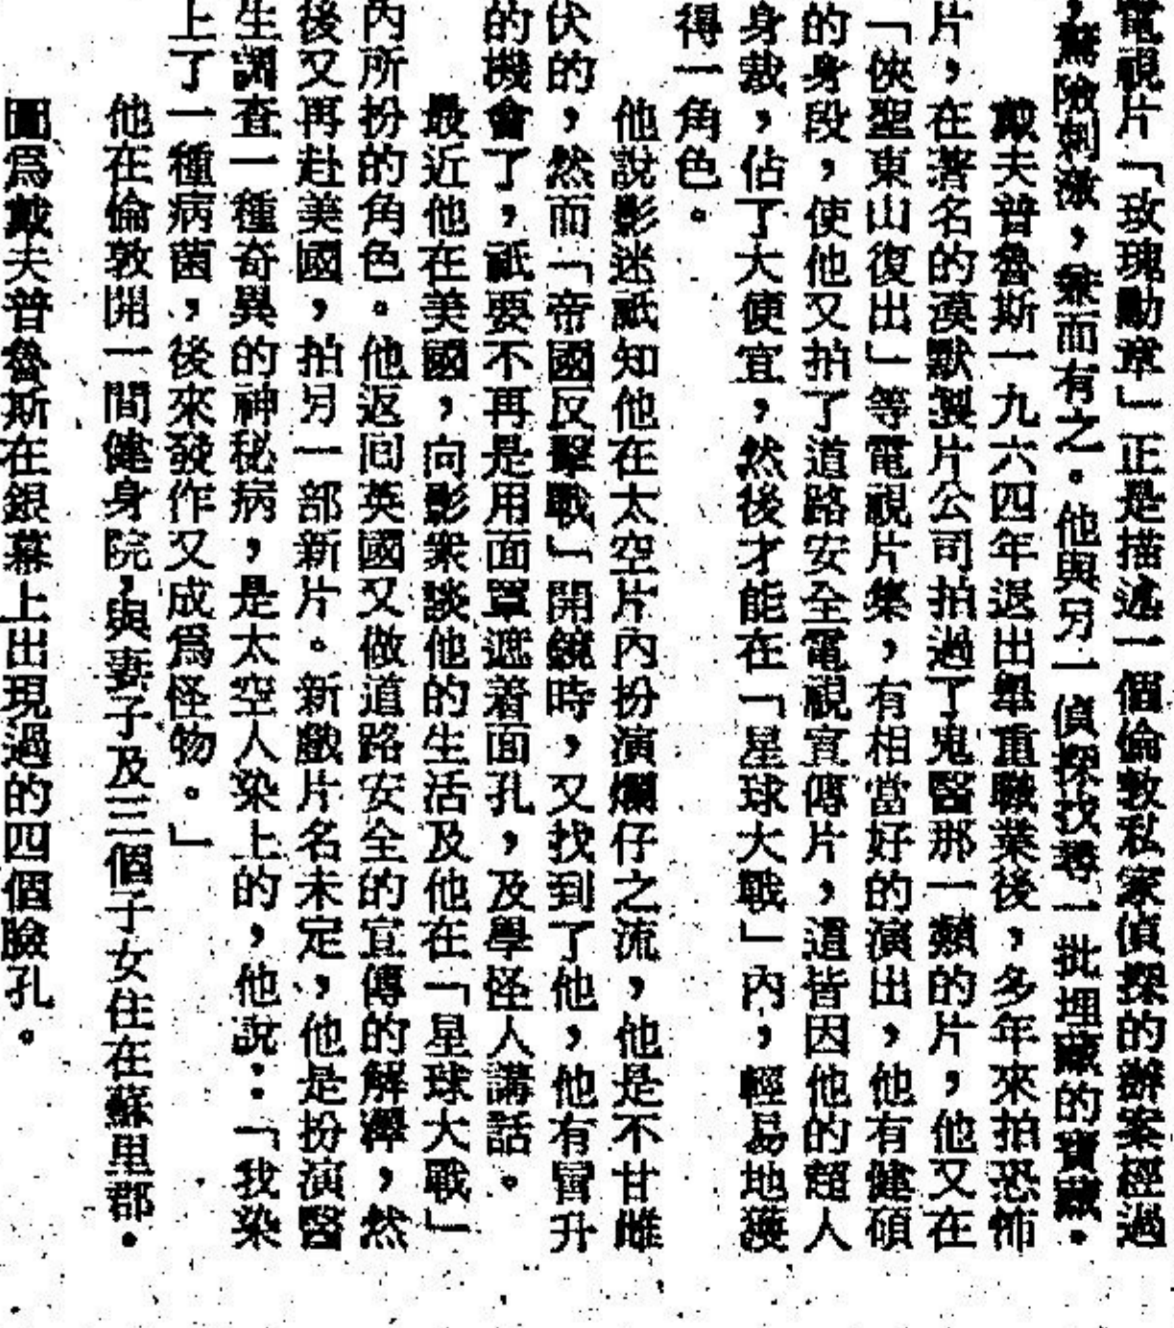 電視片「玫瑰勳章」正是描述一個倫敦私家偵探的辦案經過
，驚險刺激，兼而有之。他與另一偵探找尋一批埋藏的寶藏。
戴夫普魯斯一九六四年退出舉重職業後，多年來拍恐怖
片，在著名的漠默製片公司拍過了鬼醫那一類的片，他又在
「俠聖東山復出」等電視片集，有相當好的演出，他有健碩
的身段，使他又拍了道路安全電視宣傳片，這皆因他的超人
身裁，佔了大便宜，然後才能在「星球大戰」內，輕易地獲
得一角色。
他說影迷祇知他在太空片內扮演爛仔之流，他是不甘雌
伏的，然而「帝國反擊戰」開鏡時，又找到了他，他有冒升
的機會了，祇要不再是用面罩遮着面孔，及學怪人講話。
最近他在美國，向影衆談他的生活及他在「星球大戰」
內所扮的角色。他返回英國又做道路安全的宣傳的解釋，然
後又再赴美國，拍另一部新片。新戲片名未定，他是扮演醫
生調查一種奇異的神秘病，是太空人染上的，他說：「我染
上了一種病菌，後來發作又成爲怪物。」
他在倫敦開一間健身院，與妻子及三個子女住在蘇里郡。
圖爲戴夫普魯斯在銀幕上出現過的四個臉孔。